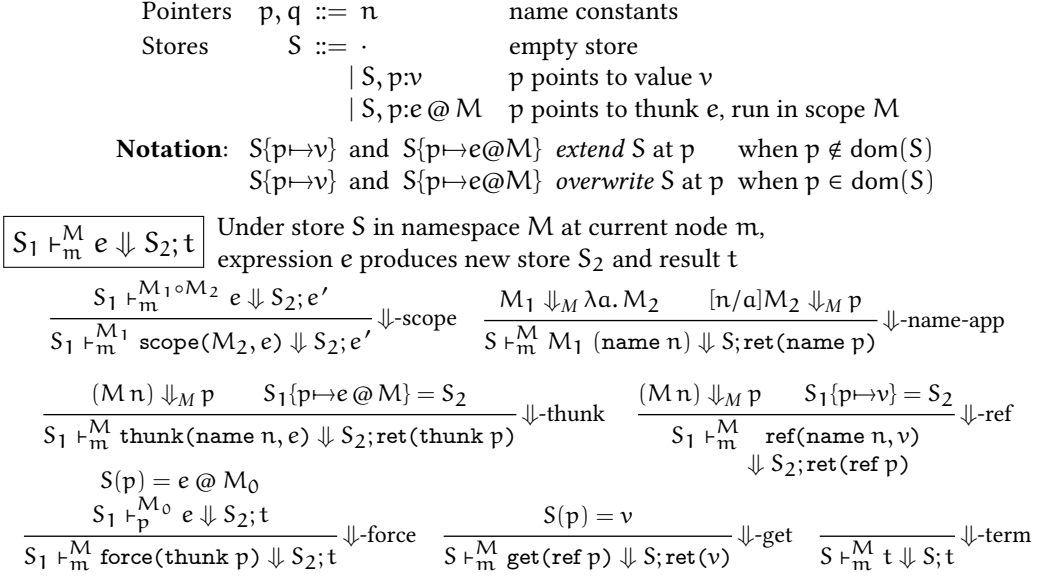 Pointers p, q ::= n name constants
Stores S ::= · empty store
| S, p:v p points to value v
| S, p:e @ M p points to thunk e, run in scope M
Notation: S{p↦v} and S{p↦e@M} extend S at p when p ∉ dom(S)
S{p↦v} and S{p↦e@M} overwrite S at p when p ∈ dom(S)
S₁ ⊢ᴹₘ e ⇓ S₂; t Under store S in namespace M at current node m,
expression e produces new store S₂ and result t
S₁ ⊢ₘ^{M₁∘M₂} e ⇓ S₂; e′
S₁ ⊢ₘ^{M₁} scope(M₂, e) ⇓ S₂; e′ ⇓-scope
M₁ ⇓_M λa. M₂ [n/a]M₂ ⇓_M p
S ⊢ᴹₘ M₁ (name n) ⇓ S; ret(name p) ⇓-name-app
(M n) ⇓_M p S₁{p↦e @ M} = S₂
S₁ ⊢ᴹₘ thunk(name n, e) ⇓ S₂; ret(thunk p) ⇓-thunk
(M n) ⇓_M p S₁{p↦v} = S₂
S₁ ⊢ᴹₘ ref(name n, v) ⇓-ref
⇓ S₂; ret(ref p)
S(p) = e @ M₀
S₁ ⊢ₚ^{M₀} e ⇓ S₂; t
S₁ ⊢ᴹₘ force(thunk p) ⇓ S₂; t ⇓-force
S(p) = v
S ⊢ᴹₘ get(ref p) ⇓ S; ret(v) ⇓-get
S ⊢ᴹₘ t ⇓ S; t ⇓-term